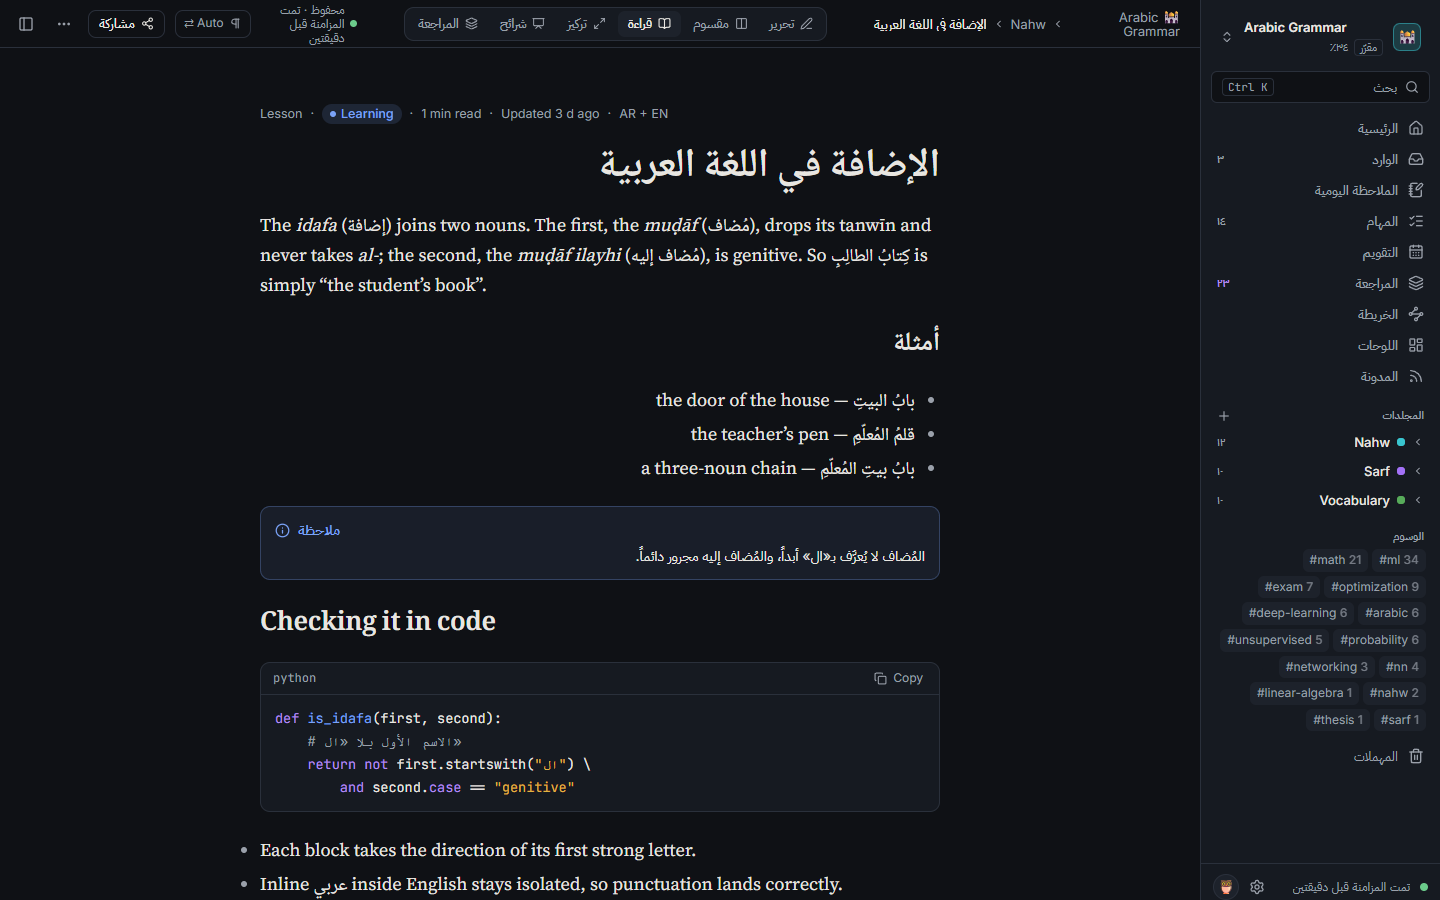 Arabic Grammar
Nahw
الإضافة في اللغة العربية
تحرير
مقسوم
قراءة
تركيز
شرائح
المراجعة
محفوظ · تمت المزامنة قبل دقيقتين
Auto
مشاركة
Lesson · Learning · 1 min read · Updated 3 d ago · AR + EN
الإضافة في اللغة العربية
The idafa (إضافة) joins two nouns. The first, the muḍāf (مُضاف), drops its tanwīn and
never takes al-; the second, the muḍāf ilayhi (مُضاف إليه), is genitive. So كِتابُ الطالِبِ is
simply “the student’s book”.
أمثلة
بابُ البيتِ — the door of the house
قلمُ المُعلّمِ — the teacher’s pen
بابُ بيتِ المُعلّمِ — a three-noun chain
ملاحظة
المُضاف لا يُعرَّف بـ«ال» أبداً، والمُضاف إليه مجرور دائماً.
Checking it in code
python
Copy
def is_idafa(first, second):
# الاسم الأول بلا «ال»
return not first.startswith("ال") \
and second.case == "genitive"
Each block takes the direction of its first strong letter.
Inline عربي inside English stays isolated, so punctuation lands correctly.
Arabic Grammar
مقرّر ٣٤٪
بحث Ctrl K
الرئيسية
الوارد ٣
الملاحظة اليومية
المهام ١٤
التقويم
المراجعة ٢٣
الخريطة
اللوحات
المدونة
المجلدات
Nahw ١٢
Sarf ١٠
Vocabulary ١٠
الوسوم
#ml 34 #math 21
#optimization 9 #exam 7
#arabic 6 #deep-learning 6
#probability 6 #unsupervised 5
#nn 4 #networking 3
#nahw 2 #linear-algebra 1
#sarf 1 #thesis 1
المهملات
تمت المزامنة قبل دقيقتين